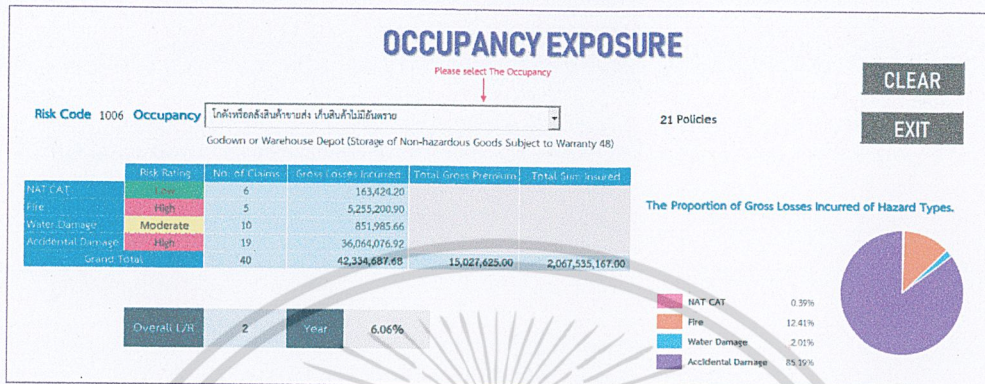 OCCUPANCY EXPOSURE
Please select The Occupancy
CLEAR
Risk Code 1006 Occupancy โกดังหรือคลังสินค้าขายส่ง เก็บสินค้าไม่มีอันตราย 21 Policies
EXIT
Godown or Warehouse Depot (Storage of Non-hazardous Goods Subject to Warranty 48)
Risk Rating No. of Claims Gross Losses Incurred Total Gross Premium Total Sum Insured
NAT CAT Low 6 163,424.20
Fire High 5 5,255,200.90
Water Damage Moderate 10 851,985.66
Accidental Damage High 19 36,064,076.92
Grand Total 40 42,334,687.68 15,027,625.00 2,067,535,167.00
The Proportion of Gross Losses Incurred of Hazard Types.
NAT CAT 0.39%
Fire 12.41%
Water Damage 2.01%
Accidental Damage 85.19%
Overall L/R 2 Year 6.06%